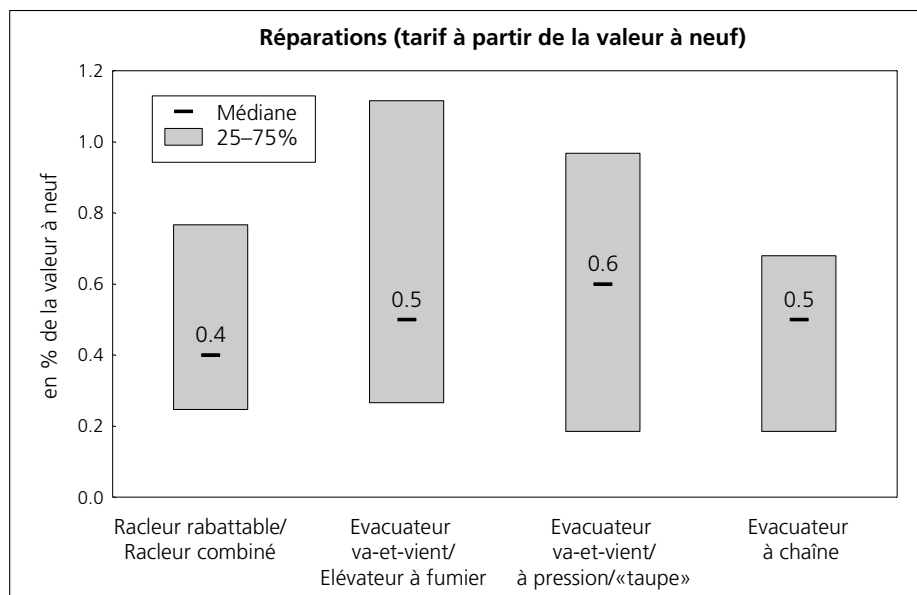 Réparations (tarif à partir de la valeur à neuf)
en % de la valeur à neuf
1.2
1.0
0.8
0.6
0.4
0.2
0.0
Médiane
25–75%
0.4
0.5
0.6
0.5
Racleur rabattable/
Racleur combiné
Evacuateur
va-et-vient/
Elévateur à fumier
Evacuateur
va-et-vient/
à pression/«taupe»
Evacuateur
à chaîne